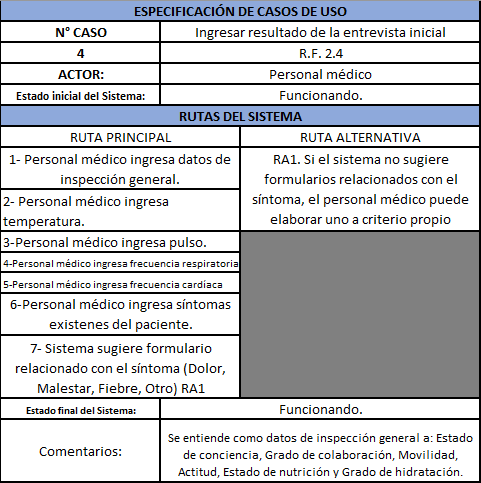 ESPECIFICACIÓN DE CASOS DE USO
N° CASO
Ingresar resultado de la entrevista inicial
4
R.F. 2.4
ACTOR:
Personal médico
Estado inicial del Sistema:
Funcionando.
RUTAS DEL SISTEMA
RUTA PRINCIPAL
RUTA ALTERNATIVA
1- Personal médico ingresa datos de
inspección general.
RA1. Si el sistema no sugiere
formularios relacionados con el
síntoma, el personal médico puede
elaborar uno a criterio propio
2- Personal médico ingresa
temperatura.
3-Personal médico ingresa pulso.
4-Personal médico ingresa frecuencia respiratoria
5-Personal médico ingresa frecuencia cardíaca
6-Personal médico ingresa síntomas
existenes del paciente.
7- Sistema sugiere formulario
relacionado con el síntoma (Dolor,
Malestar, Fiebre, Otro) RA1
Estado final del Sistema:
Funcionando.
Comentarios:
Se entiende como datos de inspección general a: Estado
de conciencia, Grado de colaboración, Movilidad,
Actitud, Estado de nutrición y Grado de hidratación.